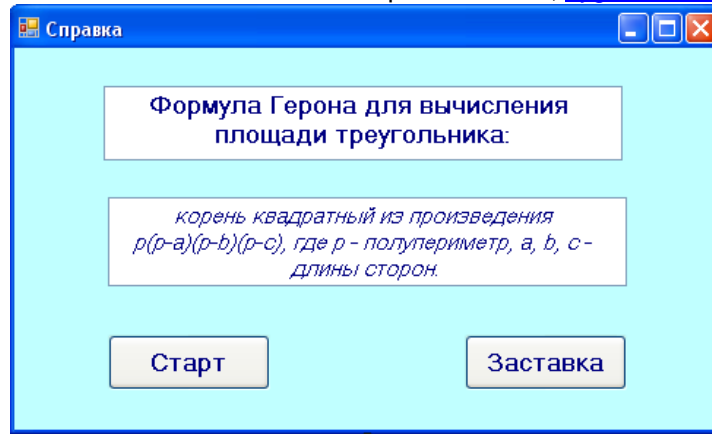 Справка
Формула Герона для вычисления
площади треугольника:
корень квадратный из произведения
p(p-a)(p-b)(p-c), где p - полупериметр, a, b, c -
длины сторон.
Старт
Заставка